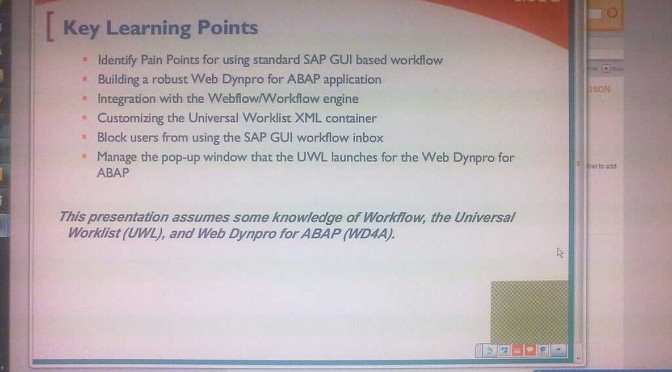 Key Learning Points
Identify Pain Points for using standard SAP GUI based workflow
Building a robust Web Dynpro for ABAP application
Integration with the Webflow/Workflow engine
Customizing the Universal Worklist XML container
Block users from using the SAP GUI workflow inbox
Manage the pop-up window that the UWL launches for the Web Dynpro for
ABAP
This presentation assumes some knowledge of Workflow, the Universal
Worklist (UWL), and Web Dynpro for ABAP (WD4A).
to add